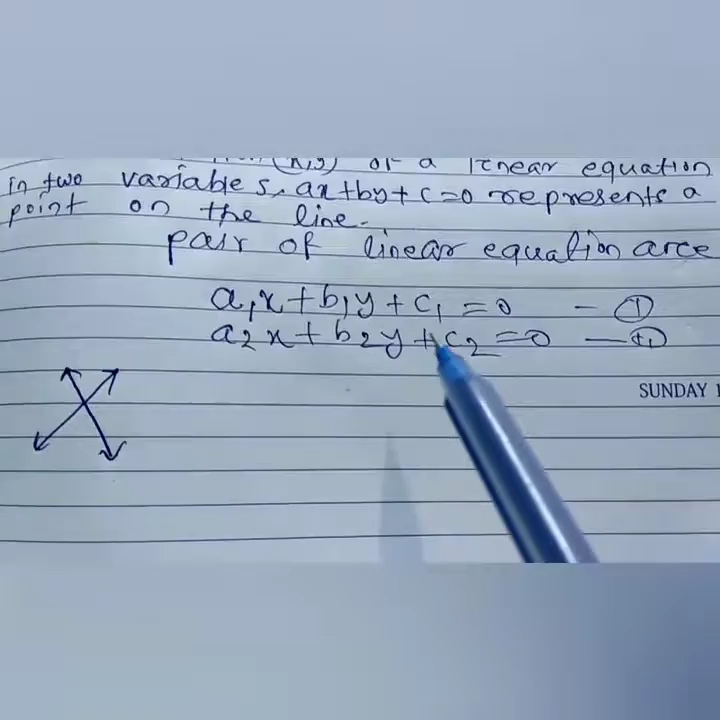 (x,y) of a linear equation
in two variables, ax+by+c=0 represents a
point on the line.
pair of linear equation are
a₁x+b₁y+c₁=0 - ①
a₂x+b₂y+c₂=0 -
SUNDAY 1